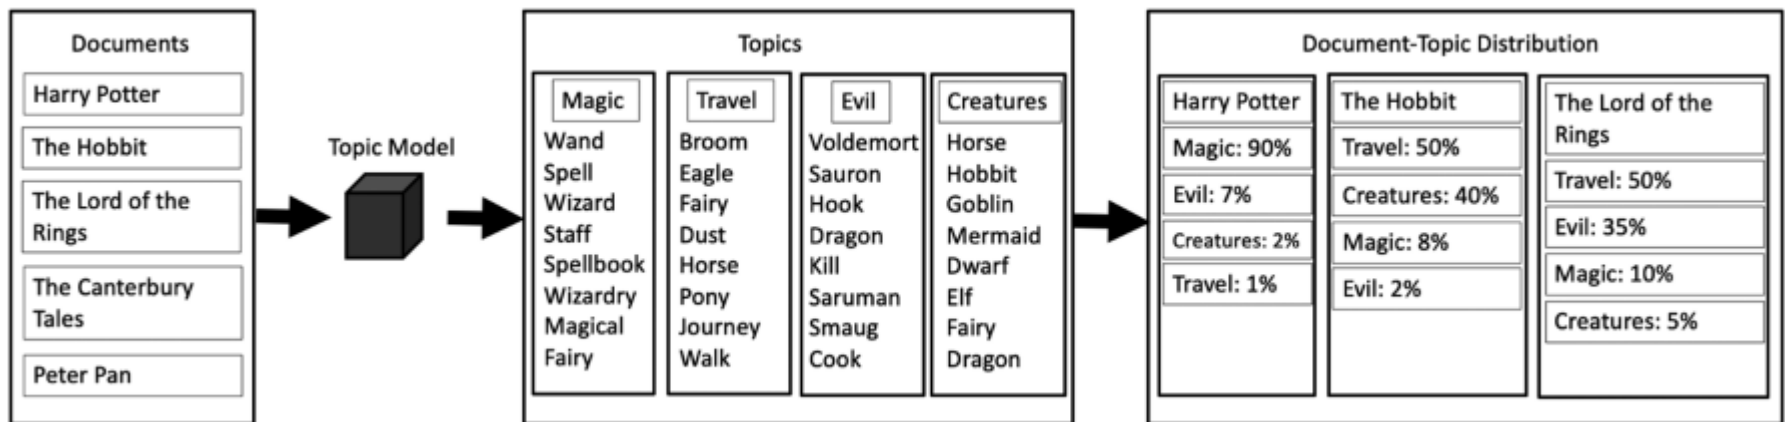 Documents
Harry Potter
The Hobbit
The Lord of the
Rings
The Canterbury
Tales
Peter Pan
Topic Model
Topics
Magic
Wand
Spell
Wizard
Staff
Spellbook
Wizardry
Magical
Fairy
Travel
Broom
Eagle
Fairy
Dust
Horse
Pony
Journey
Walk
Evil
Voldemort
Sauron
Hook
Dragon
Kill
Saruman
Smaug
Cook
Creatures
Horse
Hobbit
Goblin
Mermaid
Dwarf
Elf
Fairy
Dragon
Document-Topic Distribution
Harry Potter
Magic: 90%
Evil: 7%
Creatures: 2%
Travel: 1%
The Hobbit
Travel: 50%
Creatures: 40%
Magic: 8%
Evil: 2%
The Lord of the
Rings
Travel: 50%
Evil: 35%
Magic: 10%
Creatures: 5%